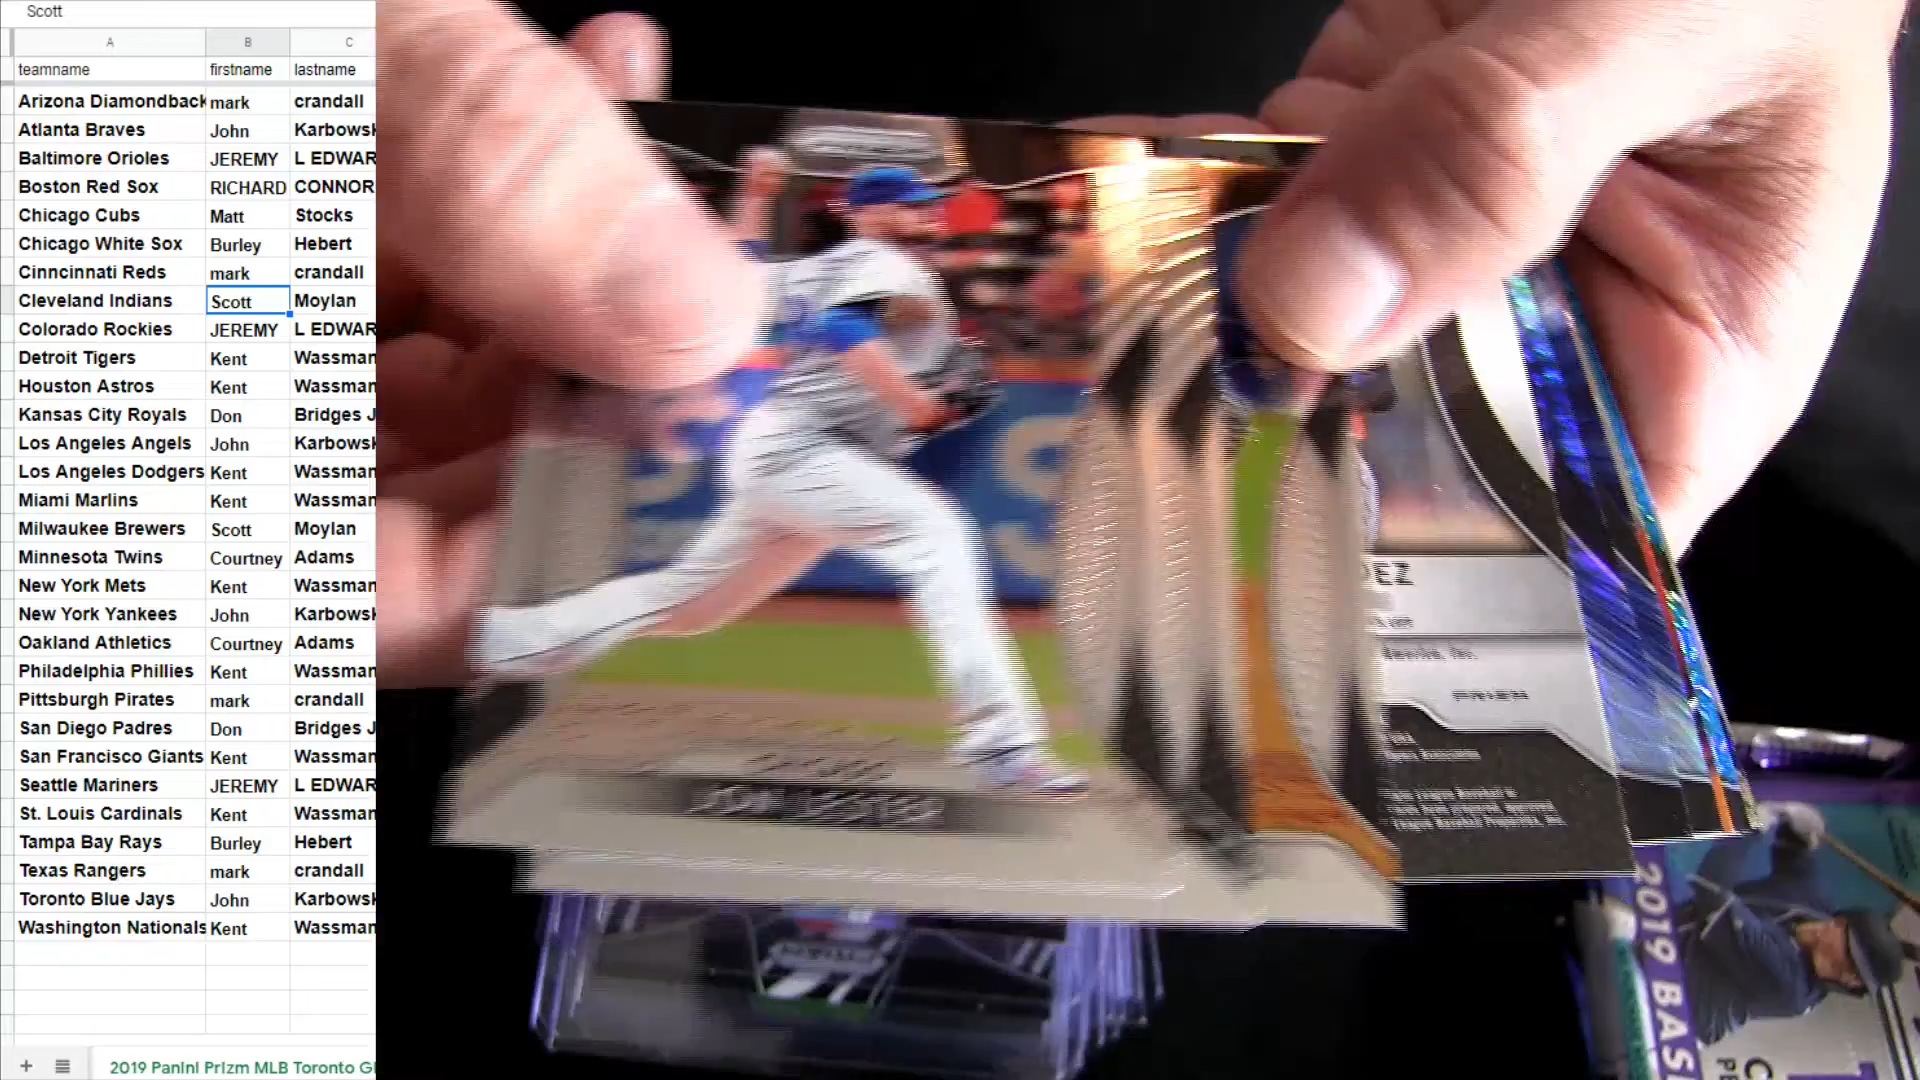 Scott
A B C
teamname firstname lastname
Arizona Diamondback mark crandall
Atlanta Braves John Karbowsk
Baltimore Orioles JEREMY L EDWAR
Boston Red Sox RICHARD CONNOR
Chicago Cubs Matt Stocks
Chicago White Sox Burley Hebert
Cinncinnati Reds mark crandall
Cleveland Indians Scott Moylan
Colorado Rockies JEREMY L EDWAR
Detroit Tigers Kent Wassman
Houston Astros Kent Wassman
Kansas City Royals Don Bridges J
Los Angeles Angels John Karbowsk
Los Angeles Dodgers Kent Wassman
Miami Marlins Kent Wassman
Milwaukee Brewers Scott Moylan
Minnesota Twins Courtney Adams
New York Mets Kent Wassman
New York Yankees John Karbowsk
Oakland Athletics Courtney Adams
Philadelphia Phillies Kent Wassman
Pittsburgh Pirates mark crandall
San Diego Padres Don Bridges J
San Francisco Giants Kent Wassman
Seattle Mariners JEREMY L EDWAR
St. Louis Cardinals Kent Wassman
Tampa Bay Rays Burley Hebert
Texas Rangers mark crandall
Toronto Blue Jays John Karbowsk
Washington Nationals Kent Wassman
2019 Panini Prizm MLB Toronto G
EZ
PRIZM
2019 BAS